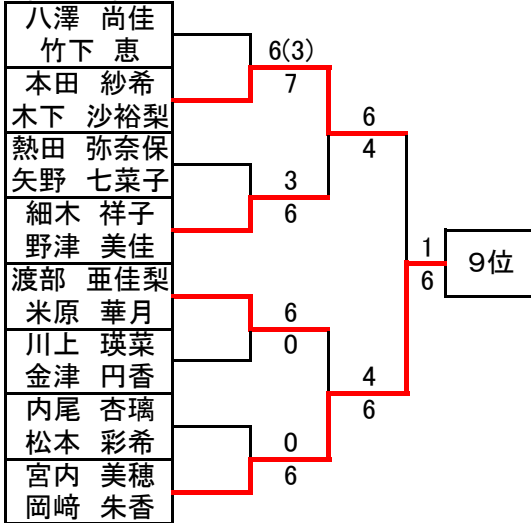 八澤 尚佳
竹下 恵
本田 紗希
木下 沙裕梨
熱田 弥奈保
矢野 七菜子
細木 祥子
野津 美佳
渡部 亜佳梨
米原 華月
川上 瑛菜
金津 円香
内尾 杏璃
松本 彩希
宮内 美穂
岡﨑 朱香
6(3)
7
3
6
6
0
0
6
6
4
4
6
1
6
9位